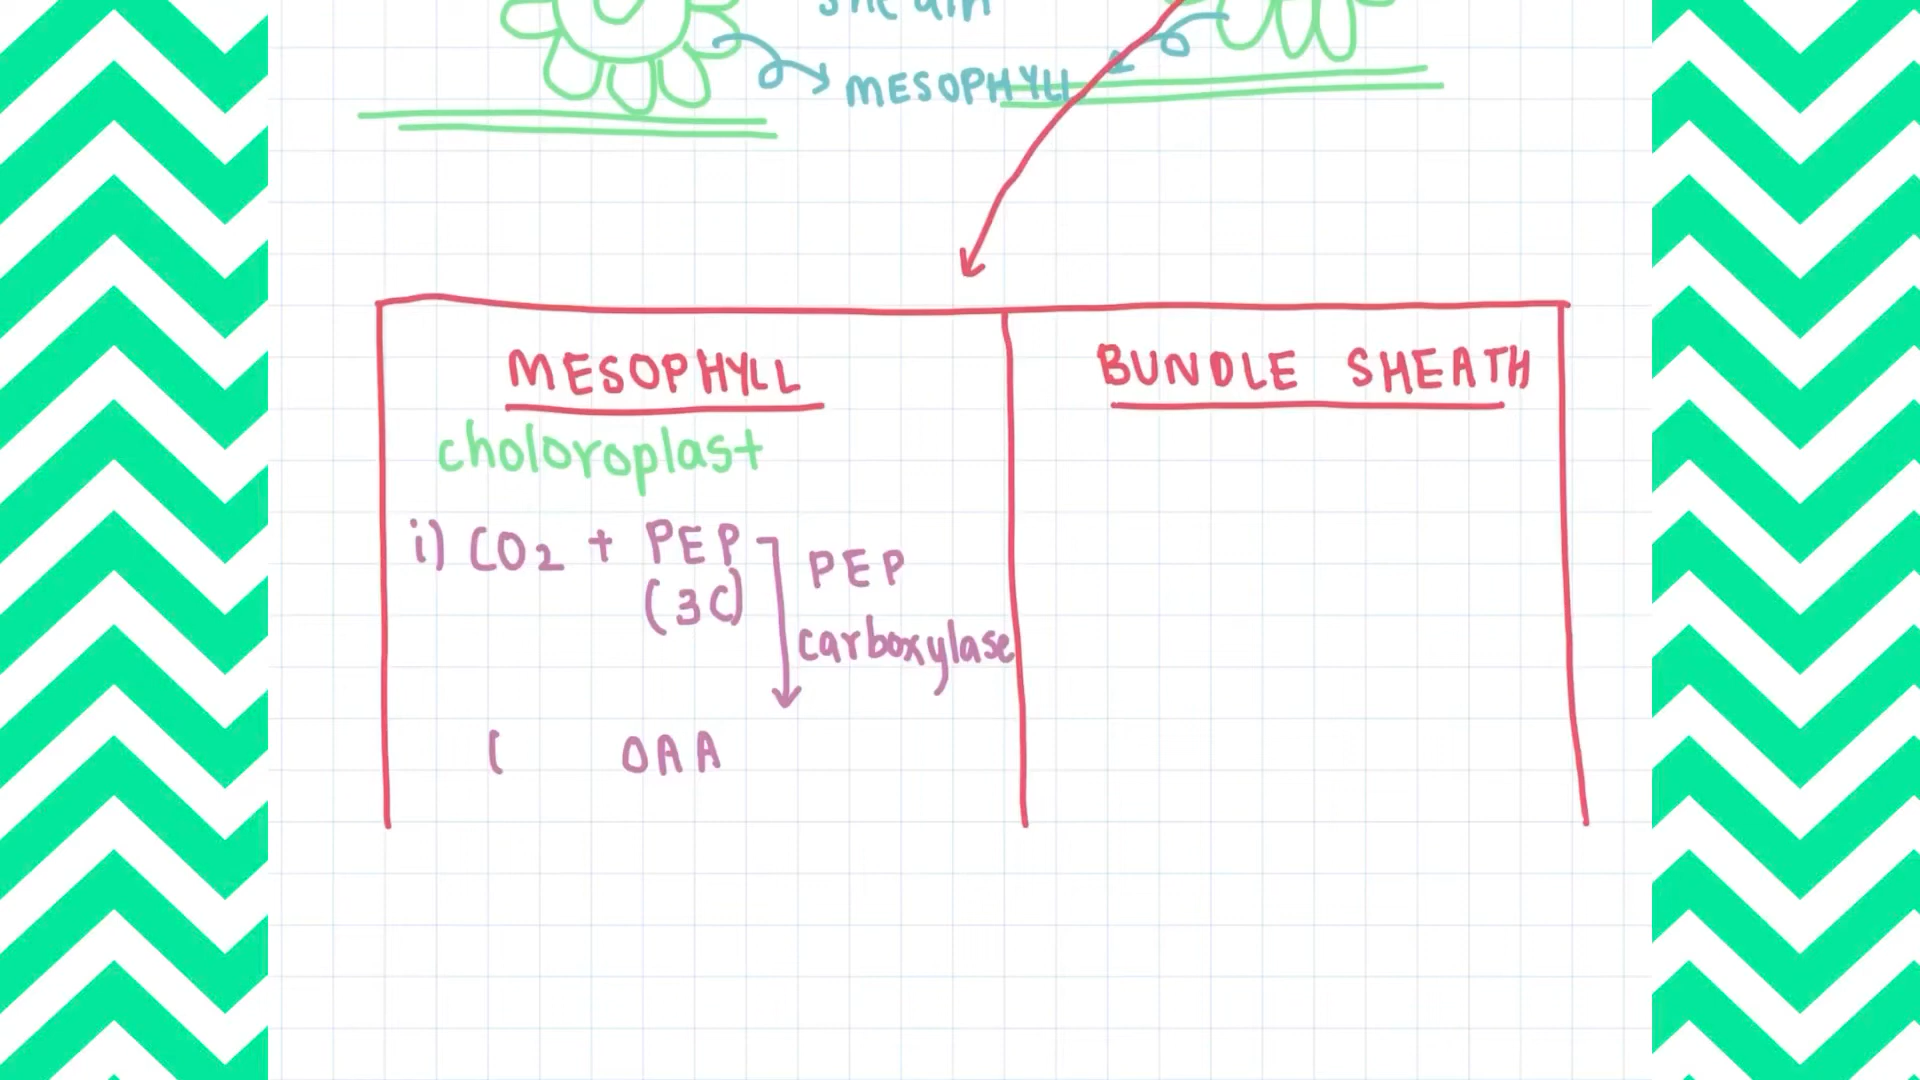 MESOPHYLL
MESOPHYLL BUNDLE SHEATH
choloroplast
i) CO2 + PEP PEP
(3C) carboxylase
( OAA